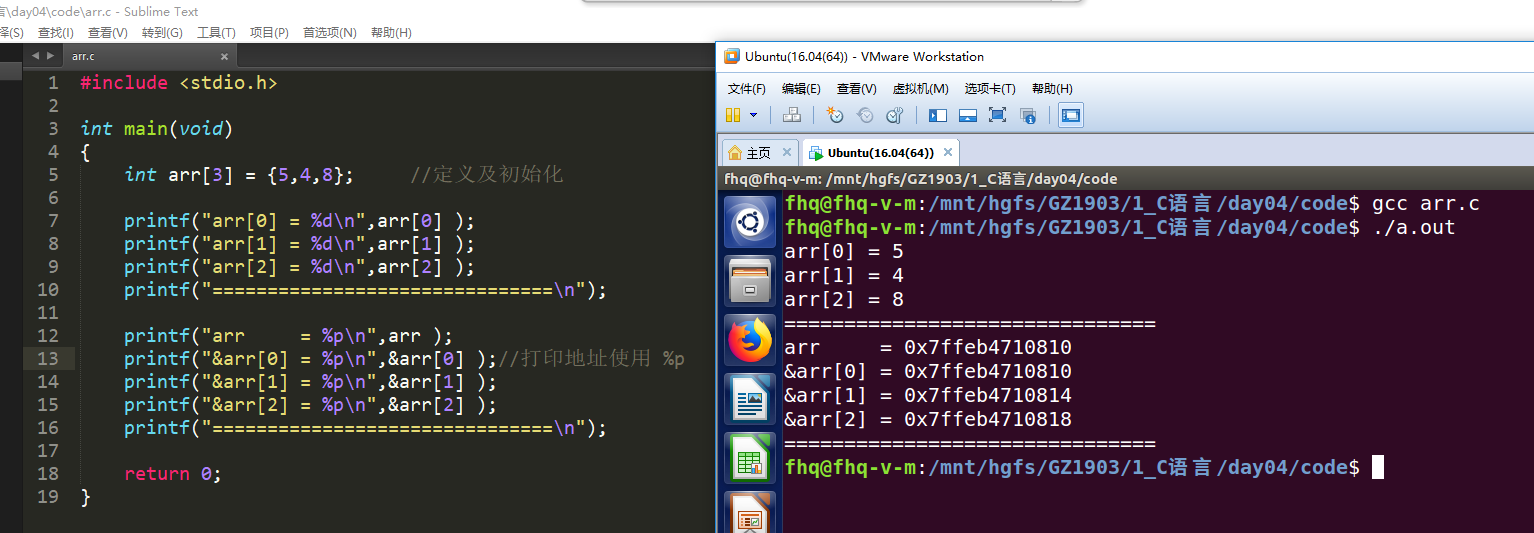 言\day04\code\arr.c - Sublime Text
择(S) 查找(I) 查看(V) 转到(G) 工具(T) 项目(P) 首选项(N) 帮助(H)
arr.c
1 #include <stdio.h>
2
3 int main(void)
4 {
5     int arr[3] = {5,4,8};     //定义及初始化
6
7     printf("arr[0] = %d\n",arr[0] );
8     printf("arr[1] = %d\n",arr[1] );
9     printf("arr[2] = %d\n",arr[2] );
10     printf("===============================\n");
11
12     printf("arr     = %p\n",arr );
13     printf("&arr[0] = %p\n",&arr[0] );//打印地址使用 %p
14     printf("&arr[1] = %p\n",&arr[1] );
15     printf("&arr[2] = %p\n",&arr[2] );
16     printf("===============================\n");
17
18     return 0;
19 }
Ubuntu(16.04(64)) - VMware Workstation
文件(F) 编辑(E) 查看(V) 虚拟机(M) 选项卡(T) 帮助(H)
主页 Ubuntu(16.04(64))
fhq@fhq-v-m: /mnt/hgfs/GZ1903/1_C语言/day04/code
fhq@fhq-v-m:/mnt/hgfs/GZ1903/1_C语言/day04/code$ gcc arr.c
fhq@fhq-v-m:/mnt/hgfs/GZ1903/1_C语言/day04/code$ ./a.out
arr[0] = 5
arr[1] = 4
arr[2] = 8
===============================
arr     = 0x7ffeb4710810
&arr[0] = 0x7ffeb4710810
&arr[1] = 0x7ffeb4710814
&arr[2] = 0x7ffeb4710818
===============================
fhq@fhq-v-m:/mnt/hgfs/GZ1903/1_C语言/day04/code$